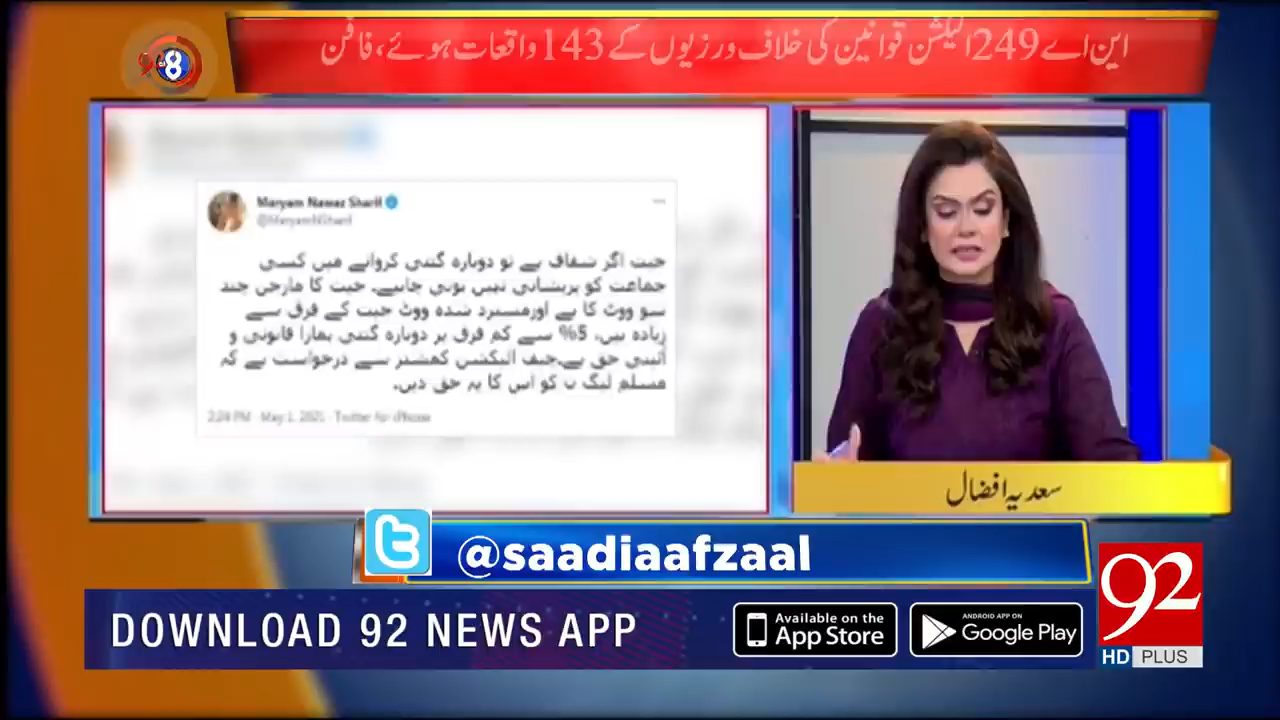 این اے 249 الیکشن قوانین کی خلاف ورزیوں کے 143 واقعات ہوئے، فافن
8
Maryam Nawaz Sharif
@MaryamNSharif
جیت اگر شفاف ہے تو دوبارہ گنتی کروانے میں کسی
جماعت کو پریشانی نہیں ہونی چاہیے۔ جیت کا مارجن چند
سو ووٹ کا ہے اورمسترد شدہ ووٹ جیت کے فرق سے
زیادہ ہیں، 5% سے کم فرق پر دوبارہ گنتی ہمارا قانونی و
آئینی حق ہے۔چیف الیکشن کمشنر سے درخواست ہے کہ
مسلم لیگ ن کو اس کا یہ حق دیں۔
2:24 PM · May 1, 2021 · Twitter for iPhone
سعدیہ افضال
@saadiaafzaal
DOWNLOAD 92 NEWS APP
Available on the
App Store
ANDROID APP ON
Google Play
92
HD PLUS